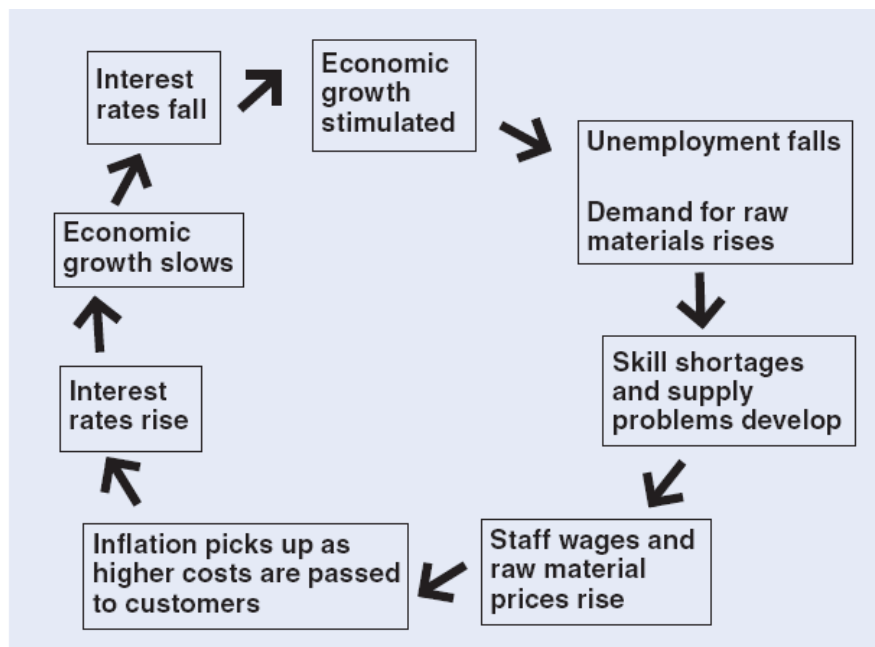 Interest
rates fall
Economic
growth
stimulated
Unemployment falls
Demand for raw
materials rises
Skill shortages
and supply
problems develop
Staff wages and
raw material
prices rise
Inflation picks up as
higher costs are passed
to customers
Interest
rates rise
Economic
growth slows